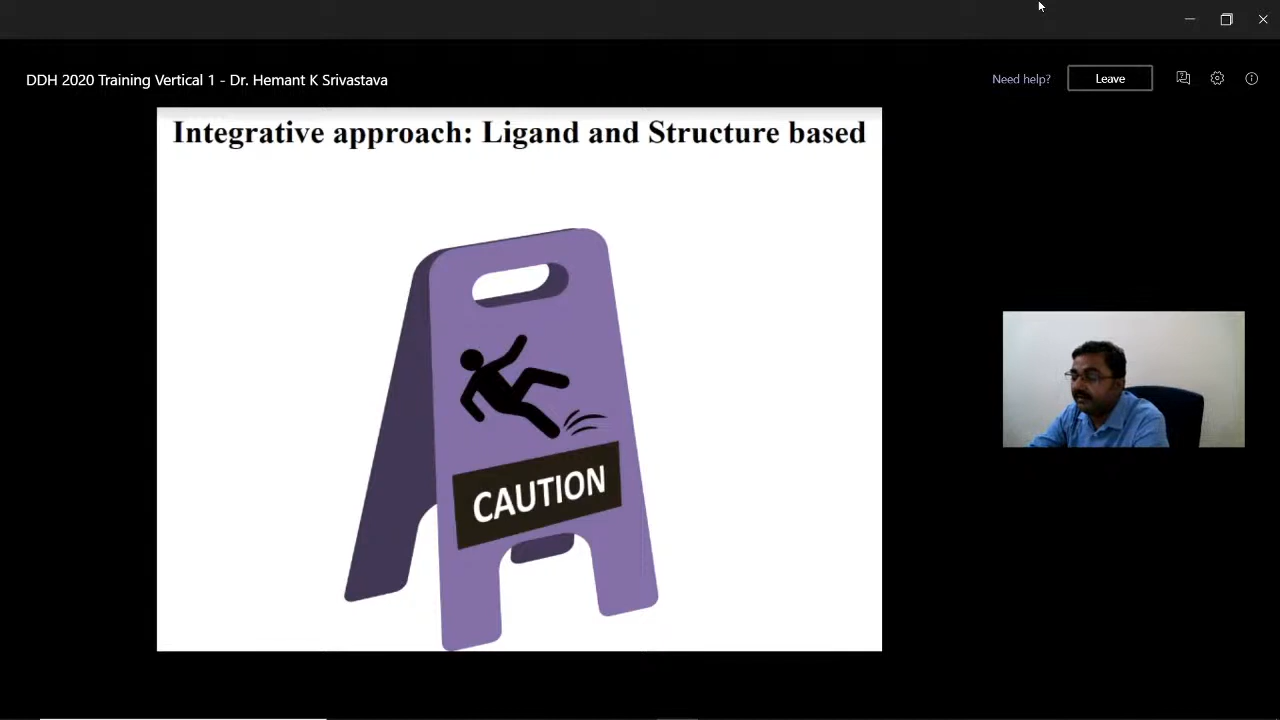 DDH 2020 Training Vertical 1 - Dr. Hemant K Srivastava
Need help?
Leave
Integrative approach: Ligand and Structure based
CAUTION